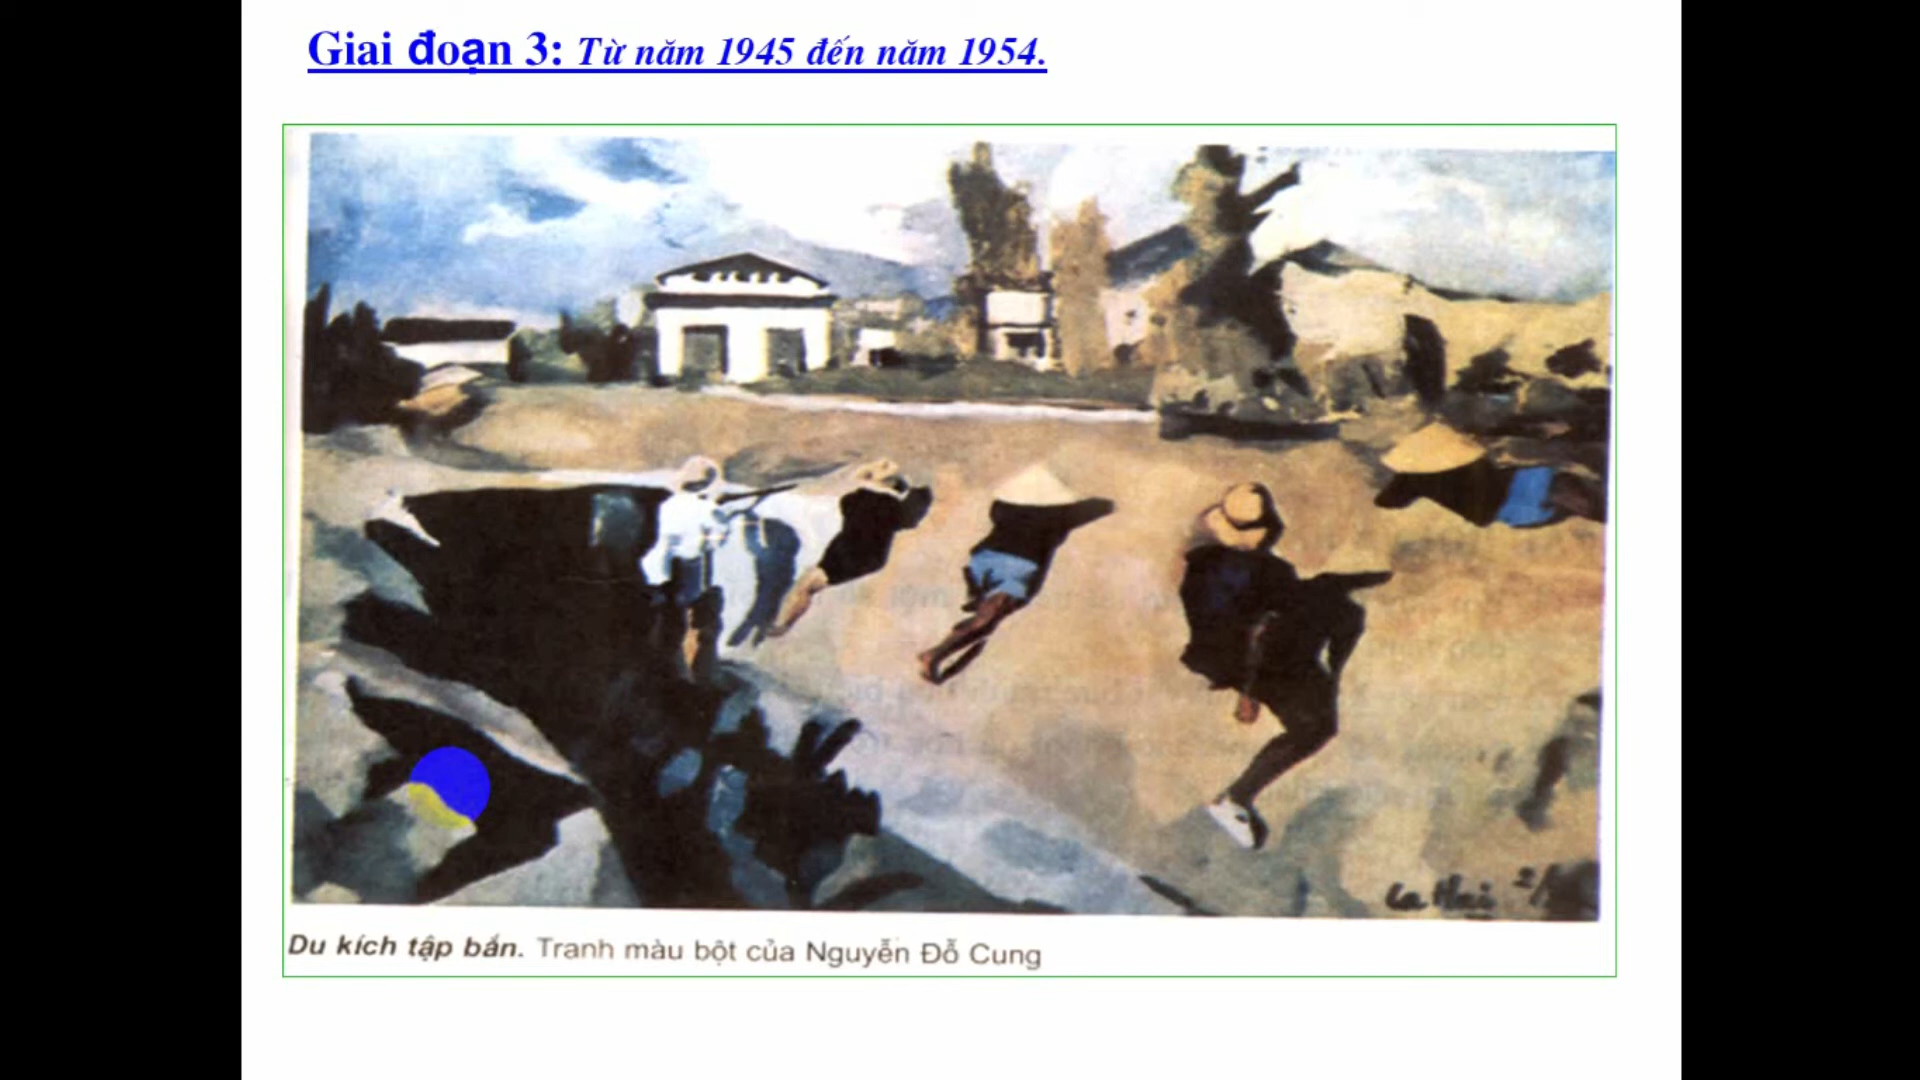 Giai đoạn 3: Từ năm 1945 đến năm 1954.
Du kích tập bắn. Tranh màu bột của Nguyễn Đỗ Cung